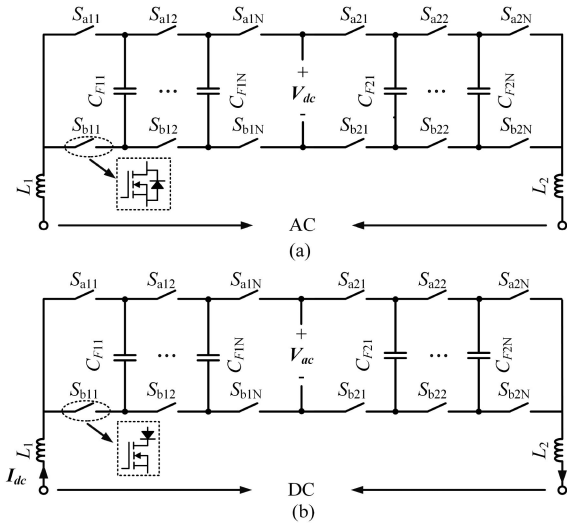 Sa11 Sa12 Sa1N Sa21 Sa22 Sa2N
CF11 ... CF1N + Vdc - CF21 ... CF2N
Sb11 Sb12 Sb1N Sb21 Sb22 Sb2N
L1 L2
AC
(a)
Sa11 Sa12 Sa1N Sa21 Sa22 Sa2N
CF11 ... CF1N + Vac - CF21 ... CF2N
Sb11 Sb12 Sb1N Sb21 Sb22 Sb2N
L1 L2
Idc
DC
(b)